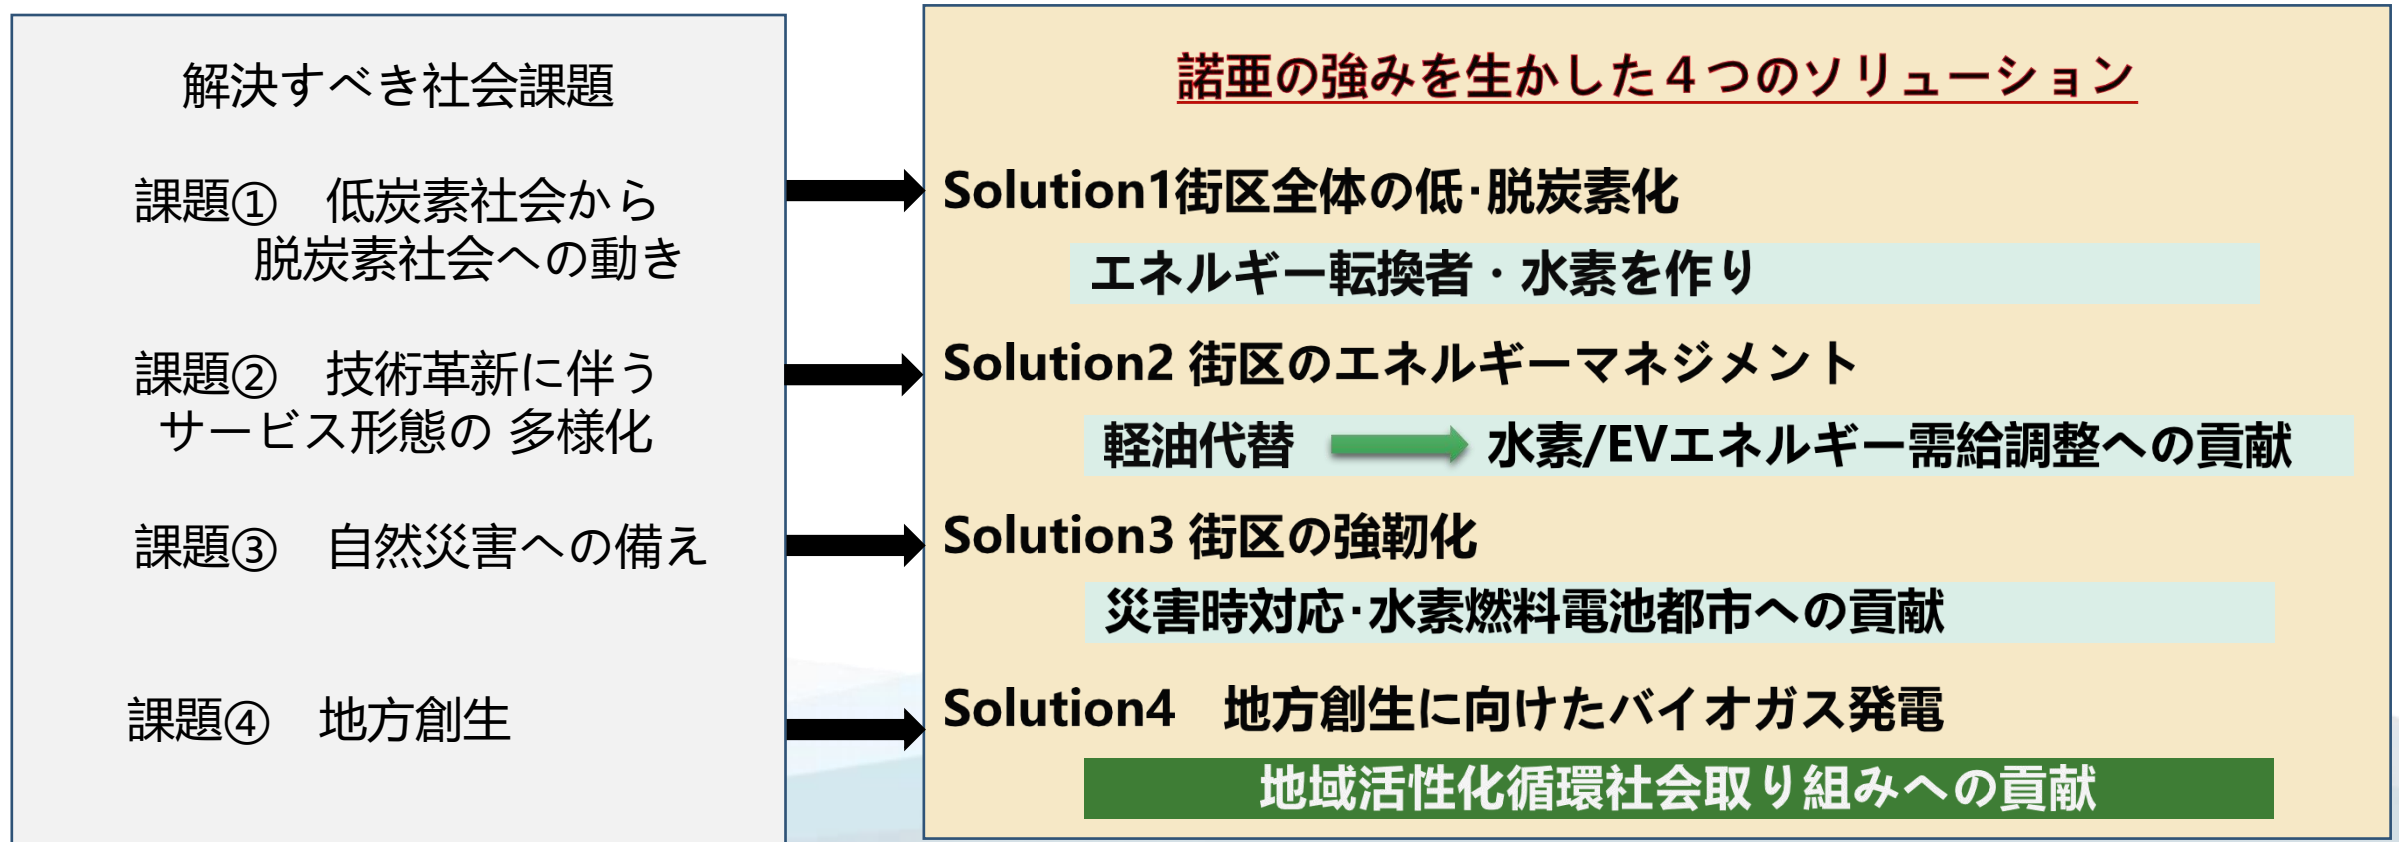 解決すべき社会課題
課題①　低炭素社会から
脱炭素社会への動き
課題②　技術革新に伴う
サービス形態の 多様化
課題③　自然災害への備え
課題④　地方創生
諾亜の強みを生かした４つのソリューション
Solution1街区全体の低･脱炭素化
エネルギー転換者・水素を作り
Solution2 街区のエネルギーマネジメント
軽油代替 水素/EVエネルギー需給調整への貢献
Solution3 街区の強靭化
災害時対応･水素燃料電池都市への貢献
Solution4　地方創生に向けたバイオガス発電
地域活性化循環社会取り組みへの貢献